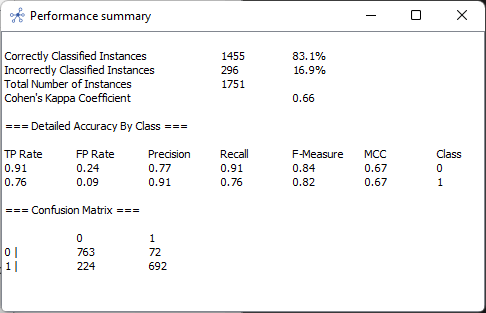 Performance summary
Correctly Classified Instances 1455 83.1%
Incorrectly Classified Instances 296 16.9%
Total Number of Instances 1751
Cohen's Kappa Coefficient 0.66
=== Detailed Accuracy By Class ===
TP Rate FP Rate Precision Recall F-Measure MCC Class
0.91 0.24 0.77 0.91 0.84 0.67 0
0.76 0.09 0.91 0.76 0.82 0.67 1
=== Confusion Matrix ===
0 1
0 | 763 72
1 | 224 692